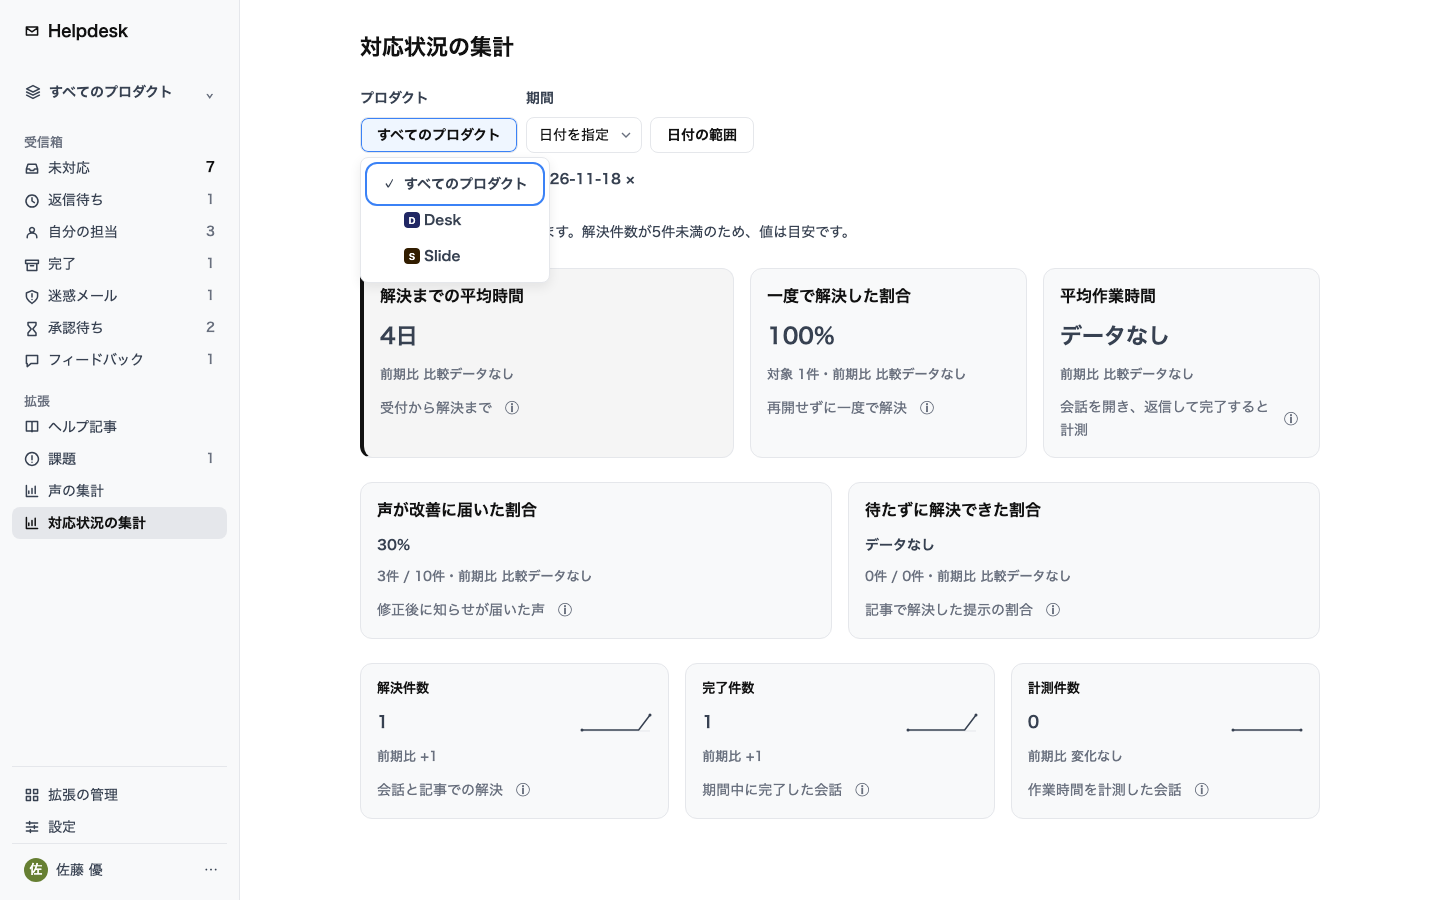 Helpdesk
すべてのプロダクト
受信箱
未対応 7
返信待ち 1
自分の担当 3
完了 1
迷惑メール 1
承認待ち 2
フィードバック 1
拡張
ヘルプ記事
課題 1
声の集計
対応状況の集計
拡張の管理
設定
佐 佐藤 優 …
対応状況の集計
プロダクト 期間
すべてのプロダクト 日付を指定 日付の範囲
✓ すべてのプロダクト
D Desk
S Slide
26-11-18 ×
ます。解決件数が5件未満のため、値は目安です。
解決までの平均時間
4日
前期比 比較データなし
受付から解決まで
一度で解決した割合
100%
対象 1件・前期比 比較データなし
再開せずに一度で解決
平均作業時間
データなし
前期比 比較データなし
会話を開き、返信して完了すると
計測
声が改善に届いた割合
30%
3件 / 10件・前期比 比較データなし
修正後に知らせが届いた声
待たずに解決できた割合
データなし
0件 / 0件・前期比 比較データなし
記事で解決した提示の割合
解決件数
1
前期比 +1
会話と記事での解決
完了件数
1
前期比 +1
期間中に完了した会話
計測件数
0
前期比 変化なし
作業時間を計測した会話